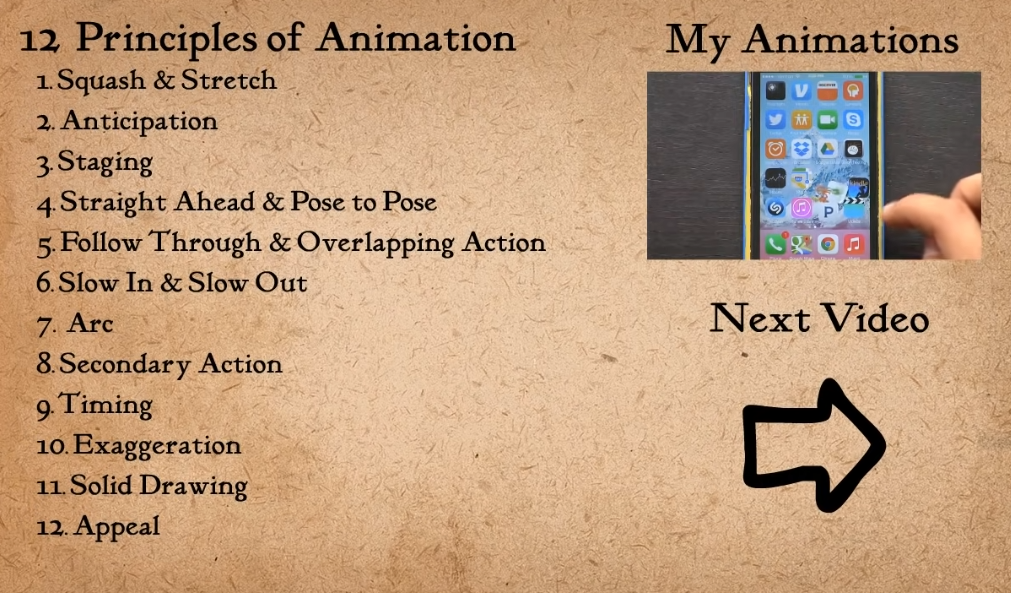 12 Principles of Animation
1. Squash & Stretch
2. Anticipation
3. Staging
4. Straight Ahead & Pose to Pose
5. Follow Through & Overlapping Action
6. Slow In & Slow Out
7. Arc
8. Secondary Action
9. Timing
10. Exaggeration
11. Solid Drawing
12. Appeal
My Animations
Next Video